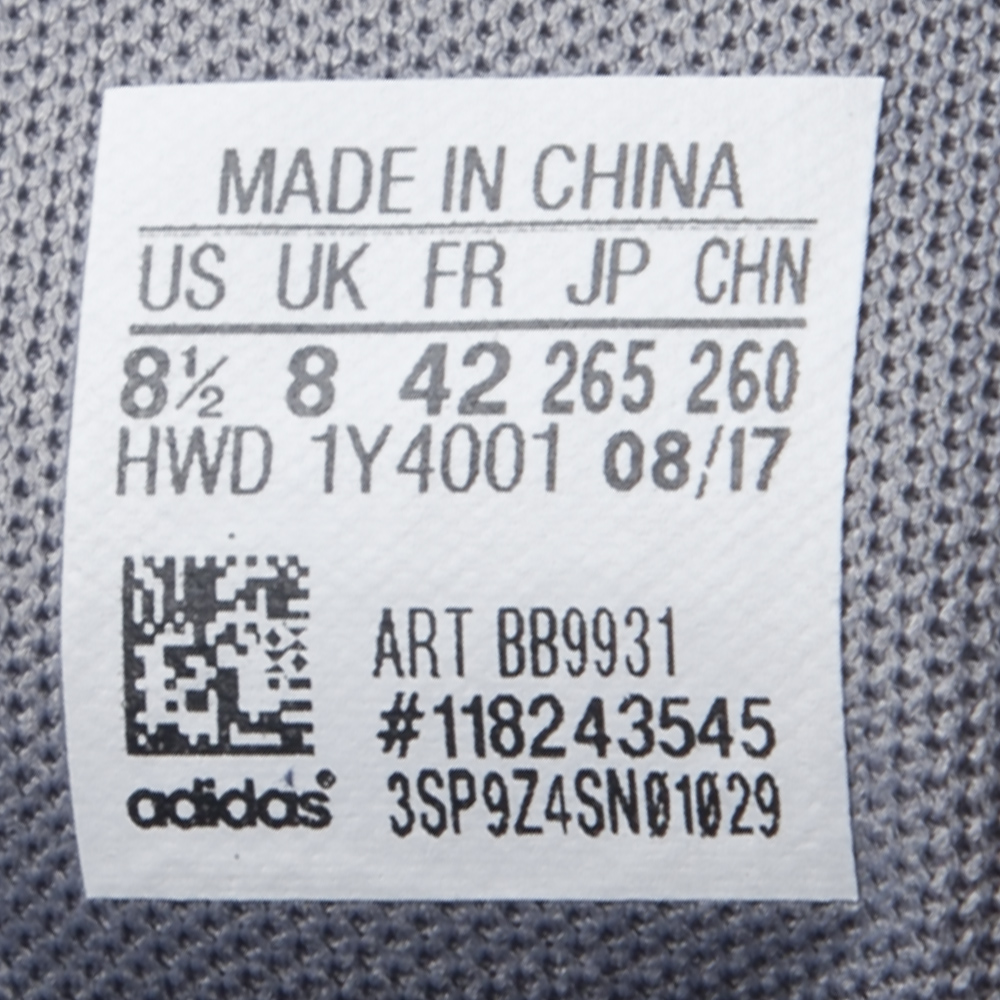 MADE IN CHINA
US UK FR JP CHN
8½ 8 42 265 260
HWD 1Y4001 08/17
ART BB9931
#118243545
adidas® 3SP9Z4SN01029